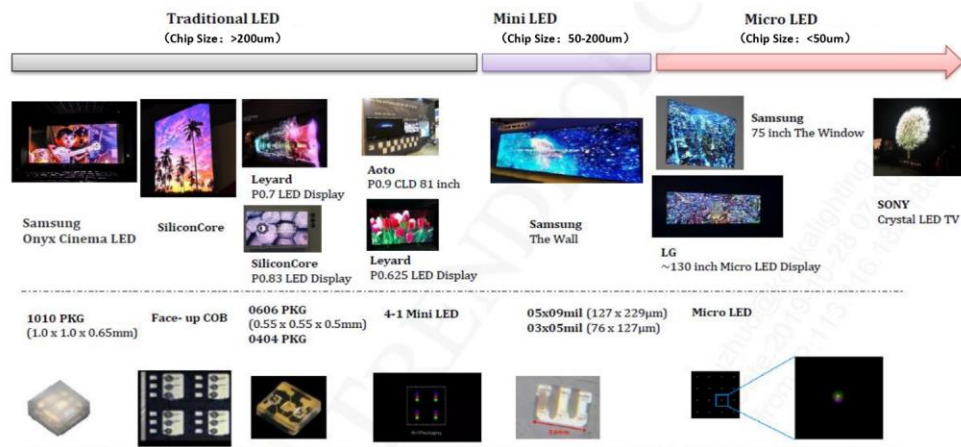 Traditional LED
(Chip Size: >200um)
Mini LED
(Chip Size: 50-200um)
Micro LED
(Chip Size: <50um)
Samsung
Onyx Cinema LED
SiliconCore
Leyard
P0.7 LED Display
SiliconCore
P0.83 LED Display
Aoto
P0.9 CLD 81 inch
Leyard
P0.625 LED Display
Samsung
The Wall
Samsung
75 inch The Window
LG
~130 inch Micro LED Display
SONY
Crystal LED TV
1010 PKG
(1.0 x 1.0 x 0.65mm)
Face- up COB
0606 PKG
(0.55 x 0.55 x 0.5mm)
0404 PKG
4-1 Mini LED
05x09mil (127 x 229μm)
03x05mil (76 x 127μm)
Micro LED